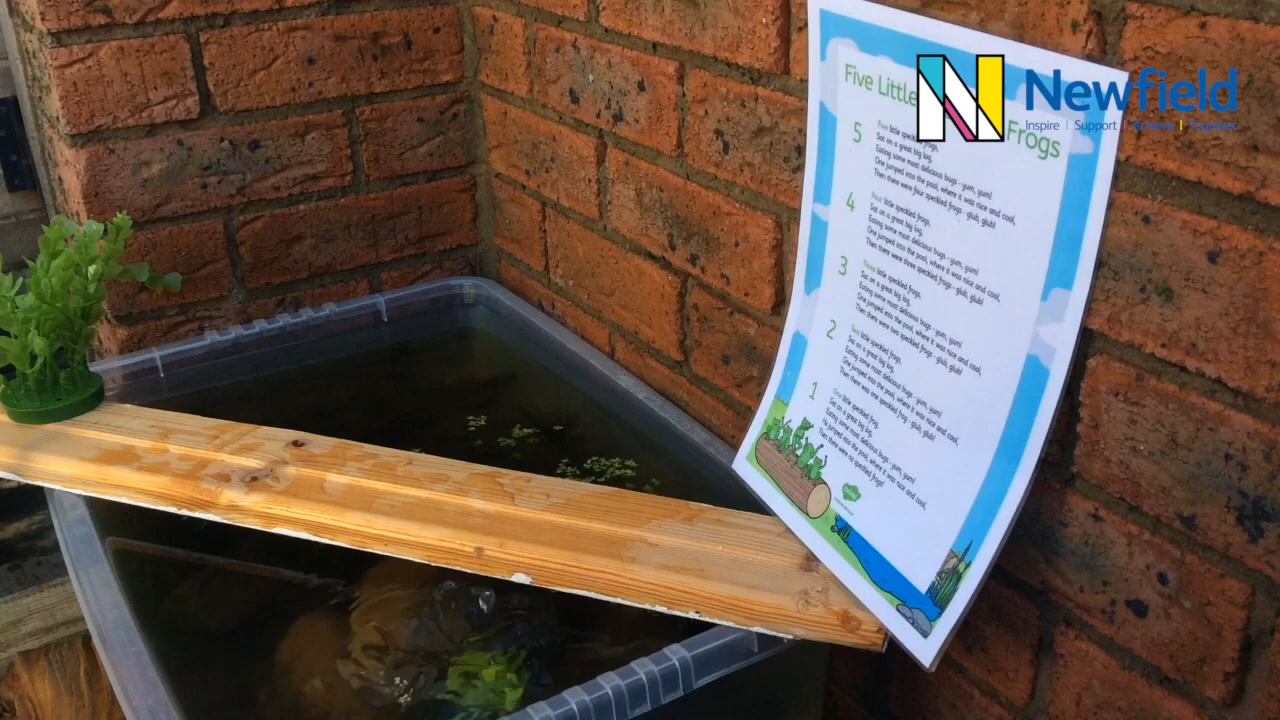 Newfield
Inspire | Support | Achieve | Together
Five Little
Frogs
5
Five little speckled frogs,
Sat on a great big log,
Eating some most delicious bugs - yum, yum!
One jumped into the pool, where it was nice and cool,
Then there were four speckled frogs - glub, glub!
4
Four little speckled frogs,
Sat on a great big log,
Eating some most delicious bugs - yum, yum!
One jumped into the pool, where it was nice and cool,
Then there were three speckled frogs - glub, glub!
3
Three little speckled frogs,
Sat on a great big log,
Eating some most delicious bugs - yum, yum!
One jumped into the pool, where it was nice and cool,
Then there were two speckled frogs - glub, glub!
2
Two little speckled frogs,
Sat on a great big log,
Eating some most delicious bugs - yum, yum!
One jumped into the pool, where it was nice and cool,
Then there was one speckled frog - glub, glub!
1
One little speckled frog,
Sat on a great big log,
Eating some most delicious bugs - yum, yum!
He jumped into the pool, where it was nice and cool,
Then there were no speckled frogs!